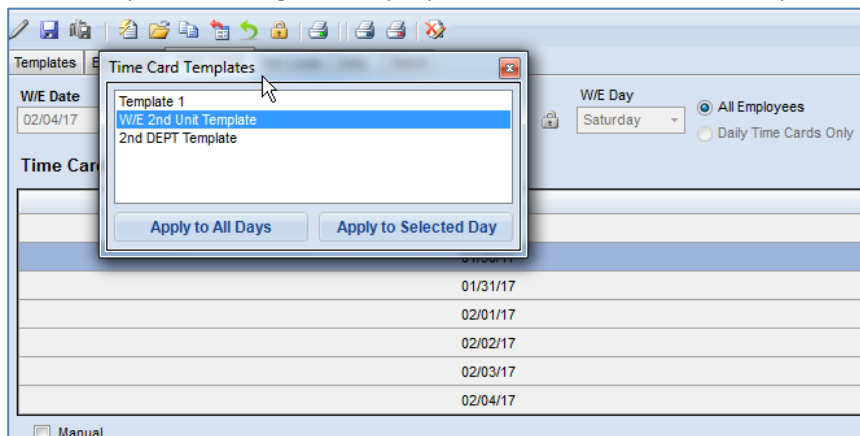 Templates
Time Card Templates
W/E Date
02/04/17
Template 1
W/E 2nd Unit Template
2nd DEPT Template
W/E Day
Saturday
All Employees
Daily Time Cards Only
Time Car
Apply to All Days
Apply to Selected Day
01/31/17
02/01/17
02/02/17
02/03/17
02/04/17
Manual